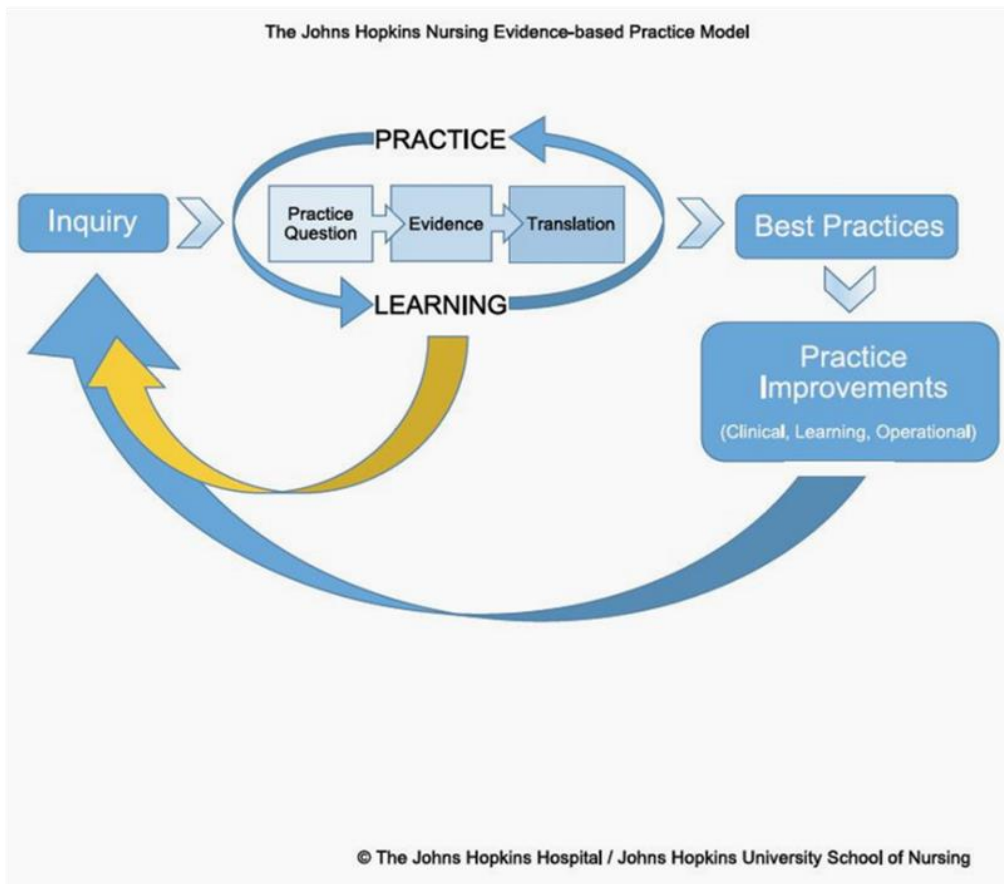 The Johns Hopkins Nursing Evidence-based Practice Model
PRACTICE
Inquiry
Practice
Question
Evidence
Translation
LEARNING
Best Practices
Practice
Improvements
(Clinical, Learning, Operational)
© The Johns Hopkins Hospital / Johns Hopkins University School of Nursing